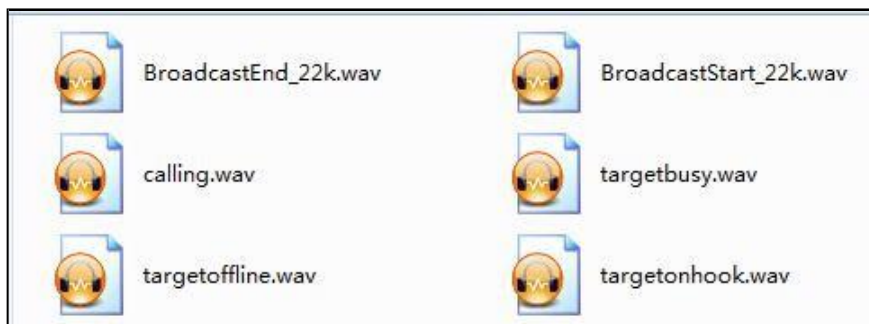 BroadcastEnd_22k.wav
BroadcastStart_22k.wav
calling.wav
targetbusy.wav
targetoffline.wav
targetonhook.wav